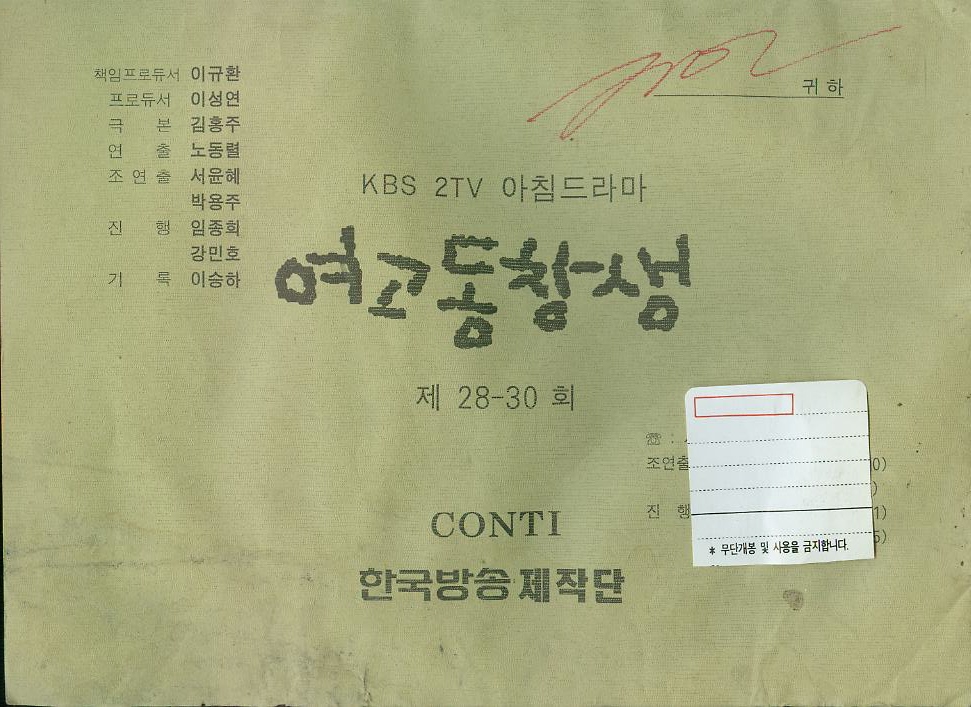 책임프로듀서 이규환
프로듀서 이성연
극 본 김홍주
연 출 노동렬
조연출 서윤혜
박용주
진 행 임종희
강민호
기 록 이승하
귀하
KBS 2TV 아침드라마
여고동창생
제 28-30 회
☏ :
조연출 0)
)
진 행 1)
5)
* 무단개봉 및 사용을 금지합니다.
CONTI
한국방송 제작단